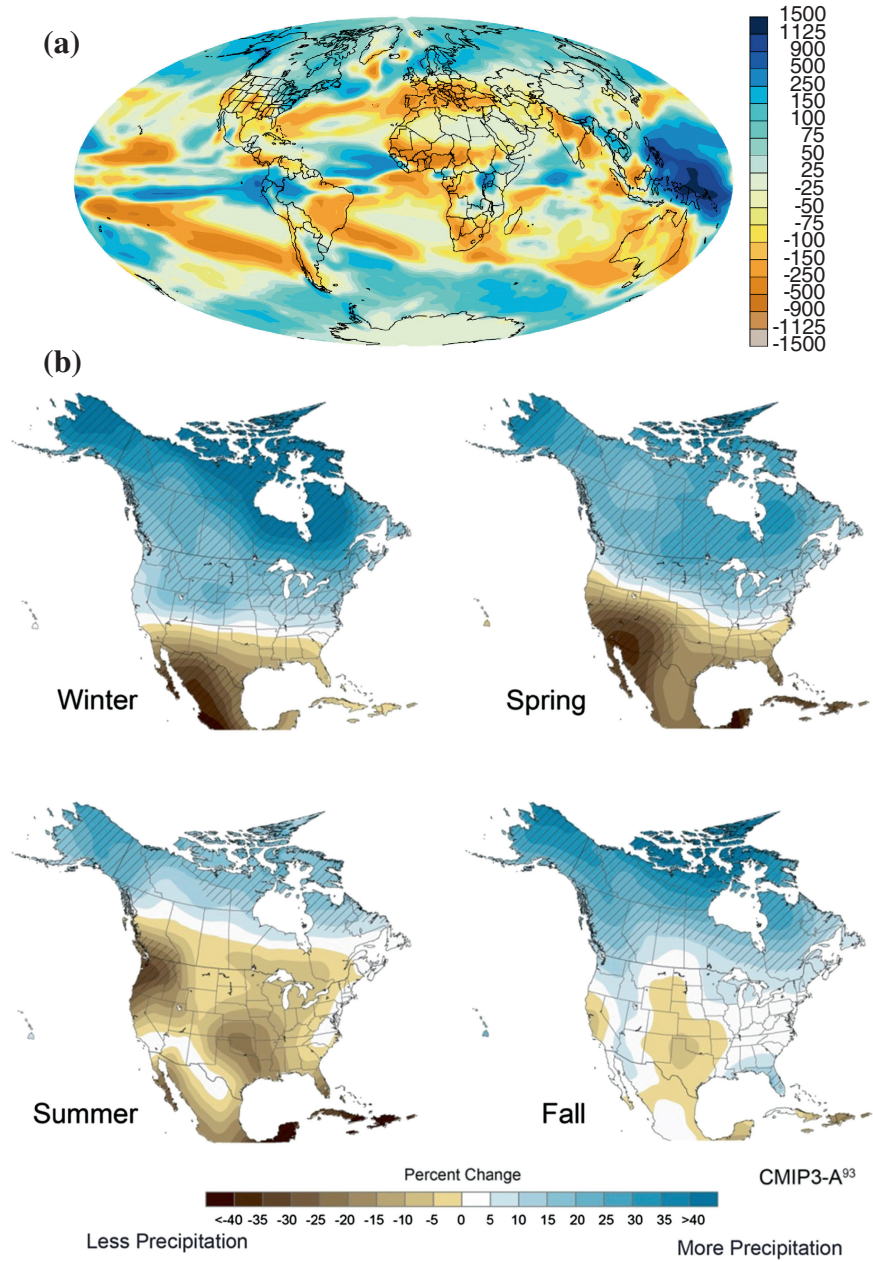 (a)
1500
1125
900
500
250
150
100
75
50
25
-25
-50
-75
-100
-150
-250
-500
-900
-1125
-1500
(b)
Winter
Spring
Summer
Fall
Percent Change
CMIP3-A93
<-40 -35 -30 -25 -20 -15 -10 -5 0 5 10 15 20 25 30 35 >40
Less Precipitation
More Precipitation